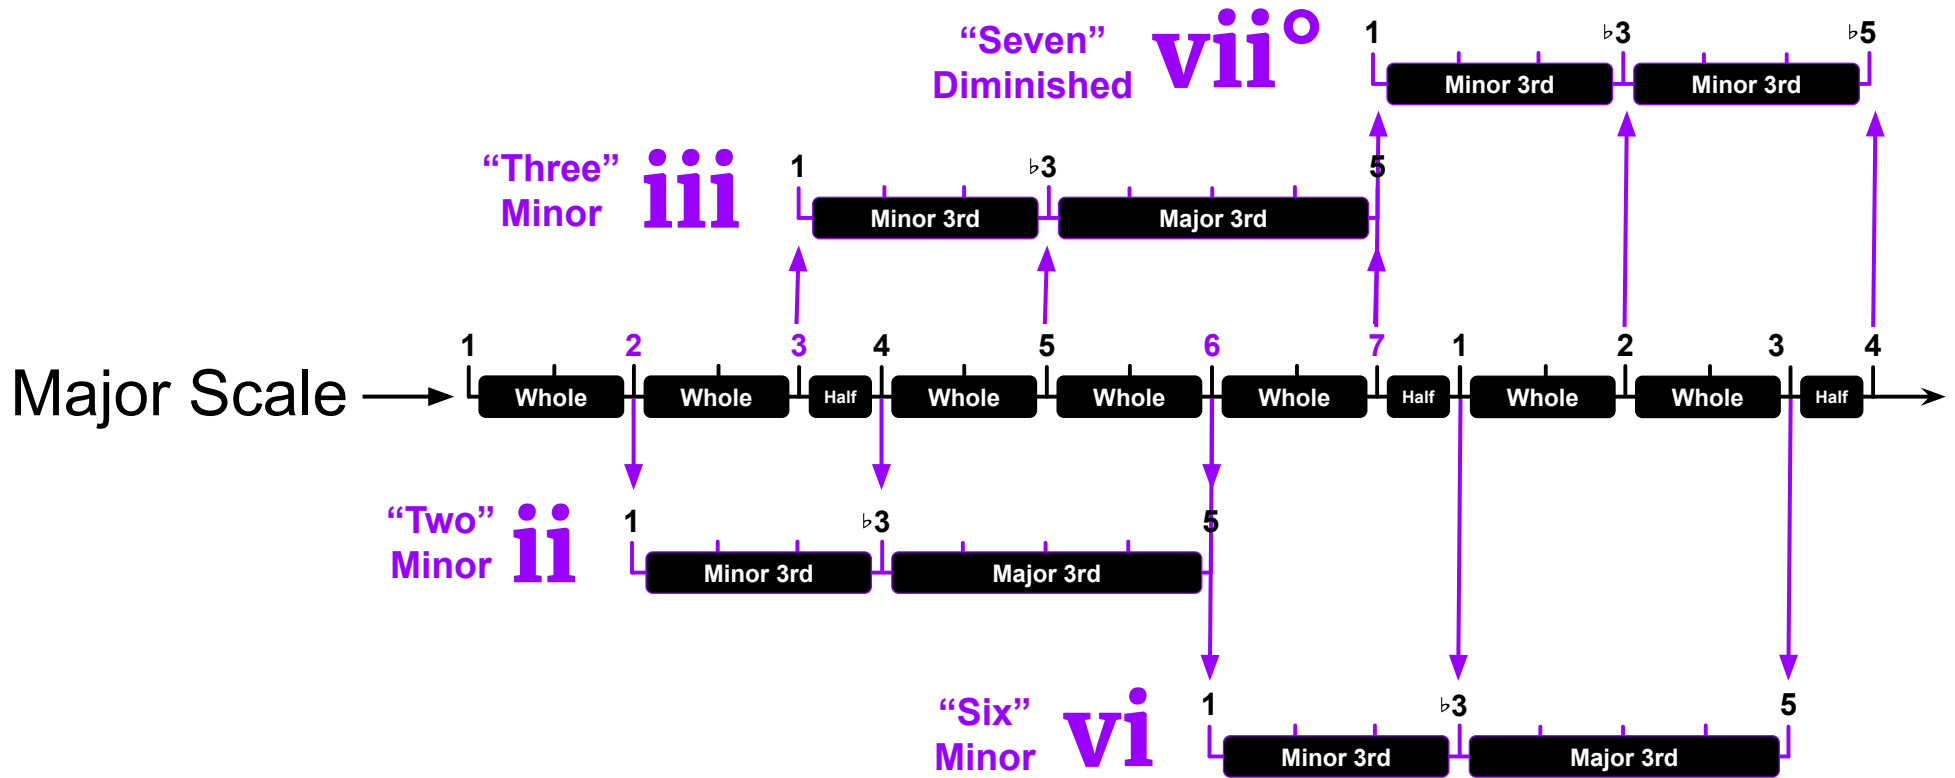 “Seven” vii° 1 ♭3 ♭5
Diminished Minor 3rd Minor 3rd
“Three” iii 1 ♭3 5
Minor Minor 3rd Major 3rd
1 2 3 4 5 6 7 1 2 3 4
Major Scale Whole Whole Half Whole Whole Whole Half Whole Whole Half
“Two” ii 1 ♭3 5
Minor Minor 3rd Major 3rd
“Six” vi 1 ♭3 5
Minor Minor 3rd Major 3rd